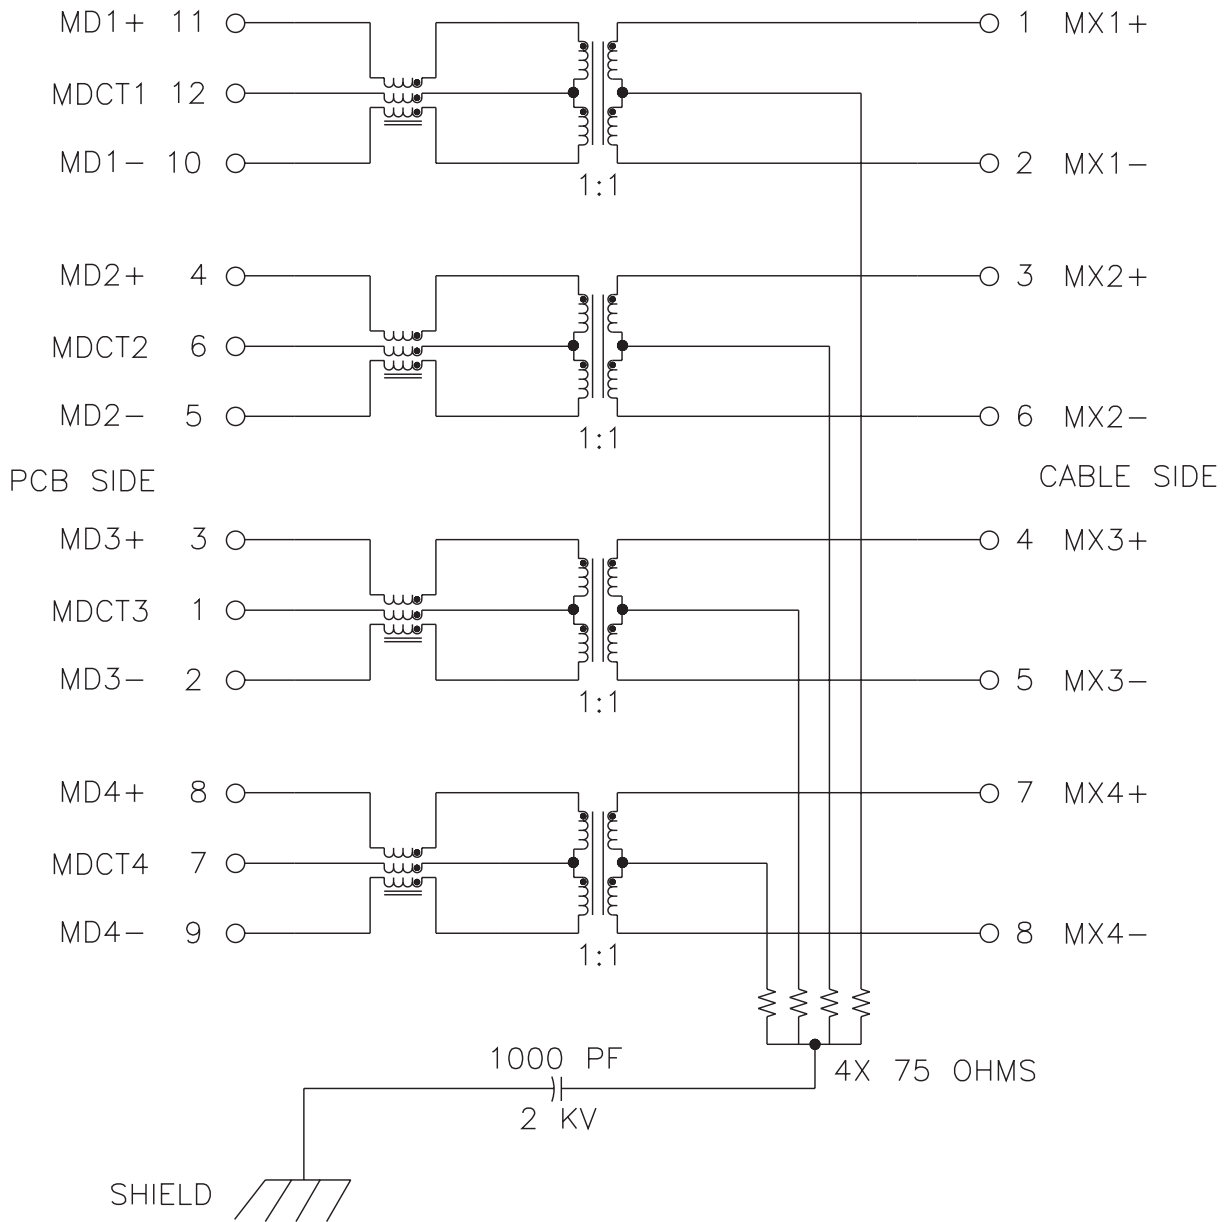 MD1+ 11 1 MX1+
MDCT1 12
MD1- 10 2 MX1-
1:1
MD2+ 4 3 MX2+
MDCT2 6
MD2- 5 6 MX2-
1:1
PCB SIDE CABLE SIDE
MD3+ 3 4 MX3+
MDCT3 1
MD3- 2 5 MX3-
1:1
MD4+ 8 7 MX4+
MDCT4 7
MD4- 9 8 MX4-
1:1
1000 PF
4X 75 OHMS
2 KV
SHIELD